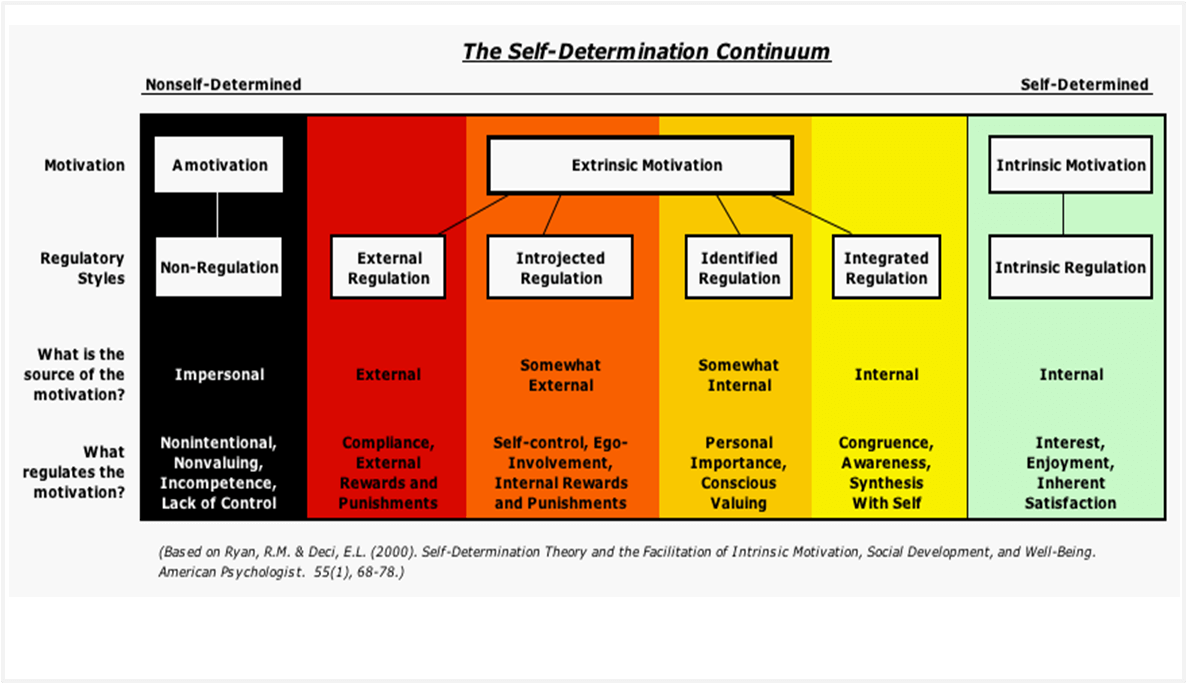 The Self-Determination Continuum
Nonself-Determined
Self-Determined
Motivation
Amotivation
Extrinsic Motivation
Intrinsic Motivation
Regulatory
Styles
Non-Regulation
External
Regulation
Introjected
Regulation
Identified
Regulation
Integrated
Regulation
Intrinsic Regulation
What is the
source of the
motivation?
Impersonal
External
Somewhat
External
Somewhat
Internal
Internal
Internal
What
regulates the
motivation?
Nonintentional,
Nonvaluing,
Incompetence,
Lack of Control
Compliance,
External
Rewards and
Punishments
Self-control, Ego-
Involvement,
Internal Rewards
and Punishments
Personal
Importance,
Conscious
Valuing
Congruence,
Awareness,
Synthesis
With Self
Interest,
Enjoyment,
Inherent
Satisfaction
(Based on Ryan, R.M. & Deci, E.L. (2000). Self-Determination Theory and the Facilitation of Intrinsic Motivation, Social Development, and Well-Being.
American Psychologist. 55(1), 68-78.)